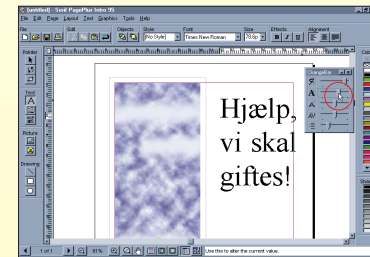 [untitled] - Serif PagePlus Intro 95
File Edit Page Layout Text Graphics Tools Help
File Edit Objects Style Font Size Effects Alignment
[No Style] Times New Roman 78.6p B I U
Pointer
ChangeBar
Text
Picture
Drawing
Hjælp,
vi skal
giftes!
1 of 1 81% Use this to alter the current value.